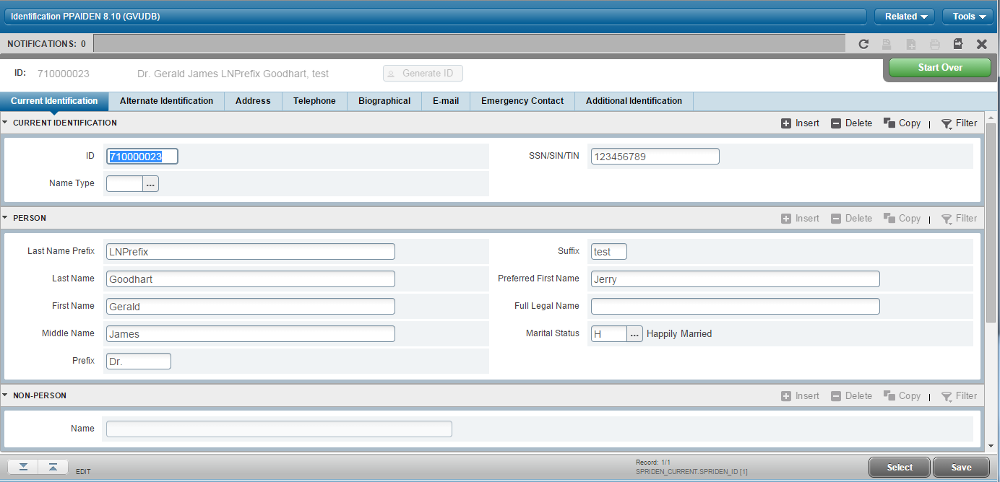 Identification PPAIDEN 8.10 (GVUDB) Related Tools
NOTIFICATIONS: 0
ID: 710000023 Dr. Gerald James LNPrefix Goodhart, test Generate ID Start Over
Current Identification Alternate Identification Address Telephone Biographical E-mail Emergency Contact Additional Identification
CURRENT IDENTIFICATION Insert Delete Copy Filter
ID 710000023 SSN/SIN/TIN 123456789
Name Type ...
PERSON Insert Delete Copy Filter
Last Name Prefix LNPrefix Suffix test
Last Name Goodhart Preferred First Name Jerry
First Name Gerald Full Legal Name
Middle Name James Marital Status H ... Happily Married
Prefix Dr.
NON-PERSON Insert Delete Copy Filter
Name
EDIT Record: 1/1 Select Save
SPRIDEN_CURRENT.SPRIDEN_ID [1]